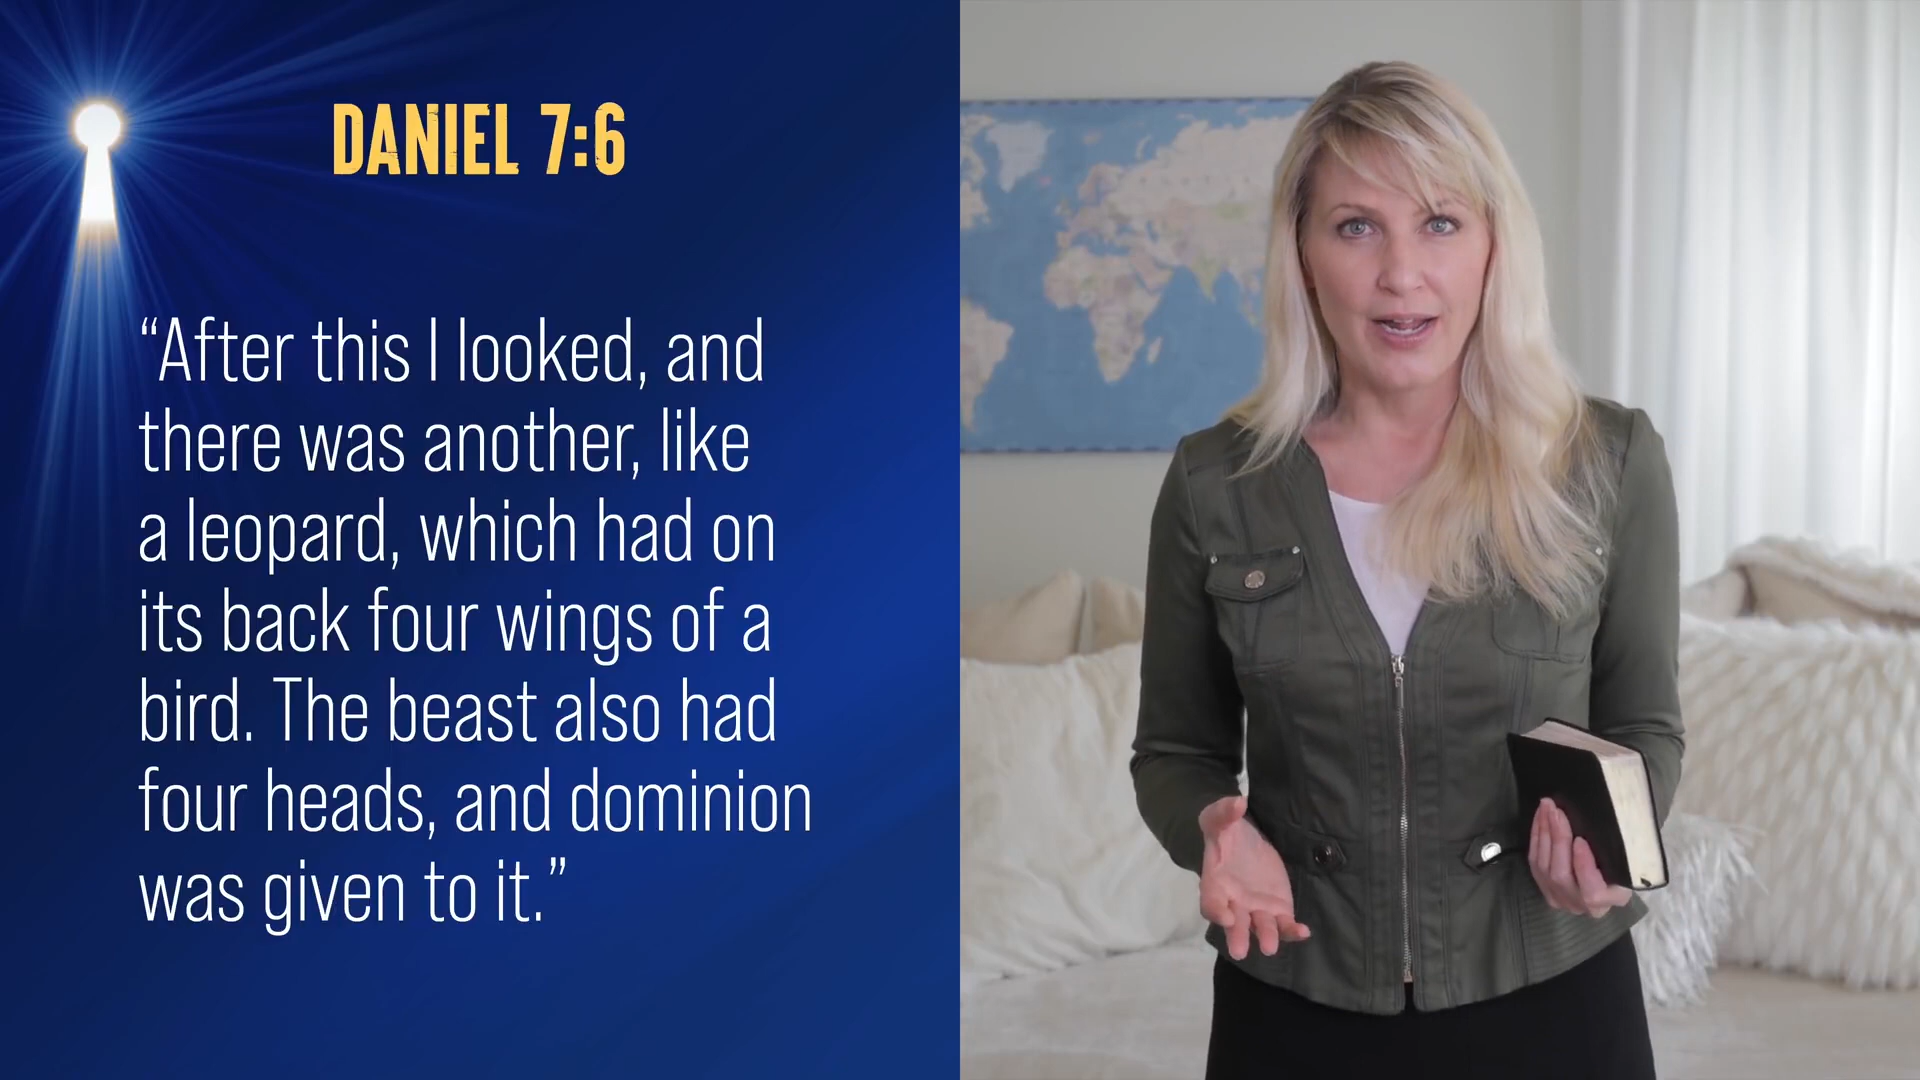 DANIEL 7:6
“After this I looked, and
there was another, like
a leopard, which had on
its back four wings of a
bird. The beast also had
four heads, and dominion
was given to it.”